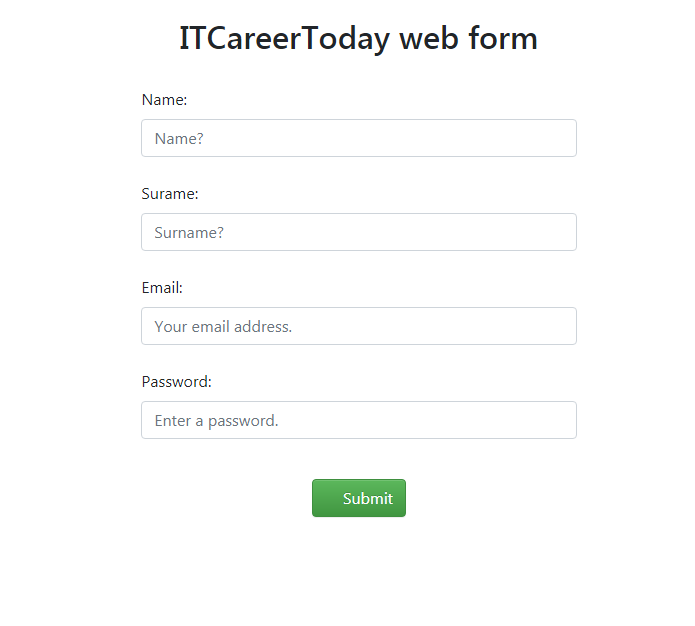 ITCareerToday web form
Name:
Name?
Surame:
Surname?
Email:
Your email address.
Password:
Enter a password.
Submit